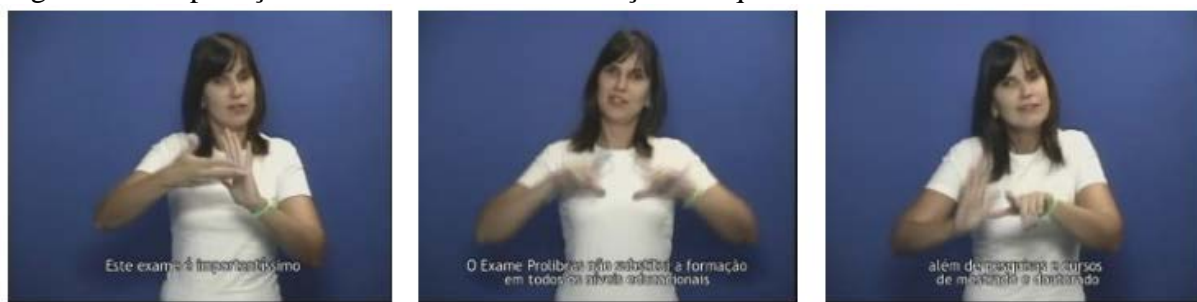 Este exame é importantíssimo
O Exame Prolibras não substitui a formação
em todos os níveis educacionais
além de pesquisas e cursos
de mestrado e doutorado